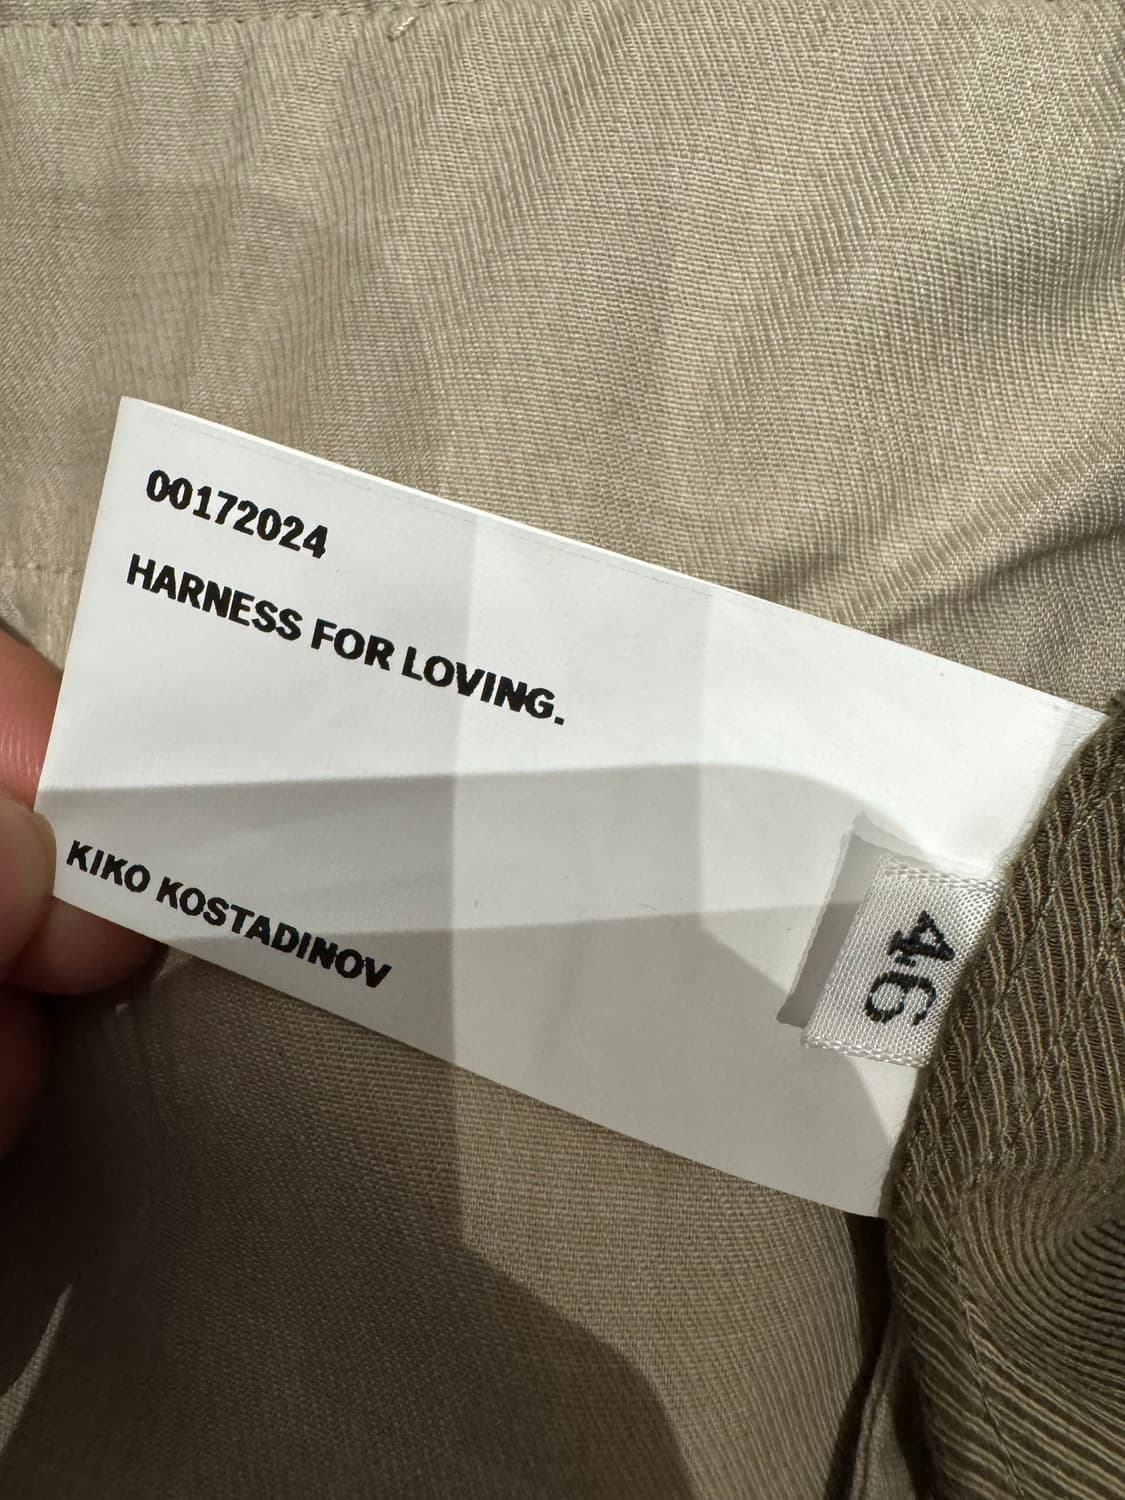 00172024
HARNESS FOR LOVING.
KIKO KOSTADINOV
46